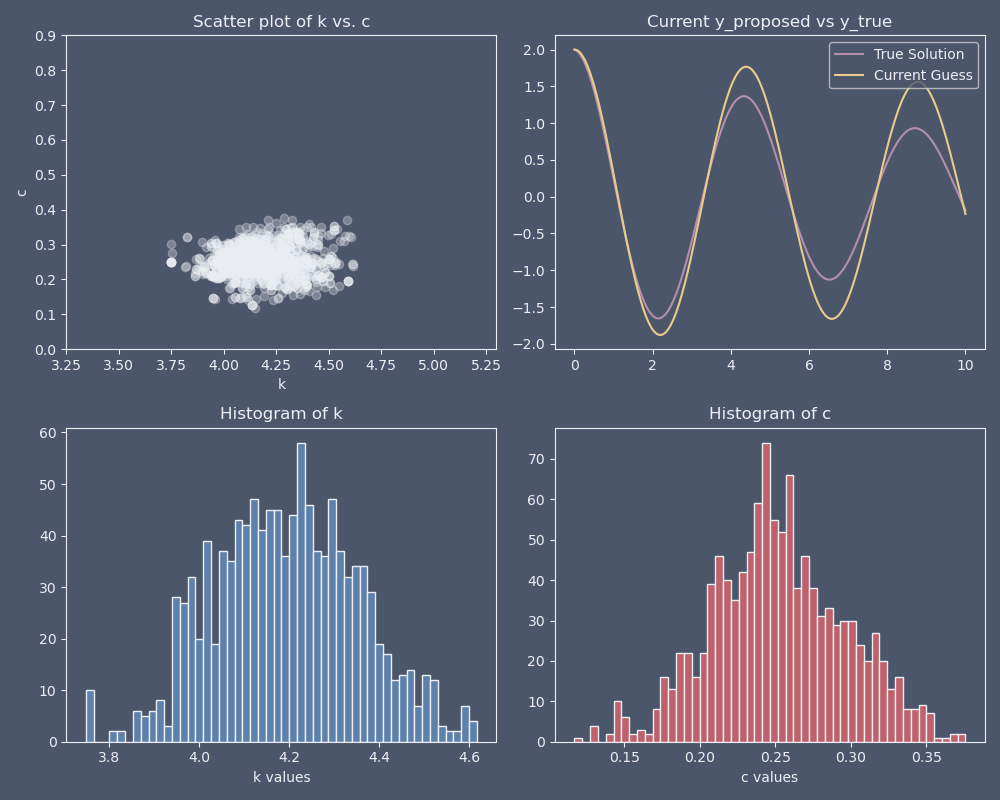 Scatter plot of k vs. c
0.9
0.8
0.7
0.6
0.5
0.4
0.3
0.2
0.1
0.0
c
3.25 3.50 3.75 4.00 4.25 4.50 4.75 5.00 5.25
k
Current y_proposed vs y_true
True Solution
Current Guess
2.0
1.5
1.0
0.5
0.0
−0.5
−1.0
−1.5
−2.0
0 2 4 6 8 10
Histogram of k
60
50
40
30
20
10
0
3.8 4.0 4.2 4.4 4.6
k values
Histogram of c
70
60
50
40
30
20
10
0
0.15 0.20 0.25 0.30 0.35
c values